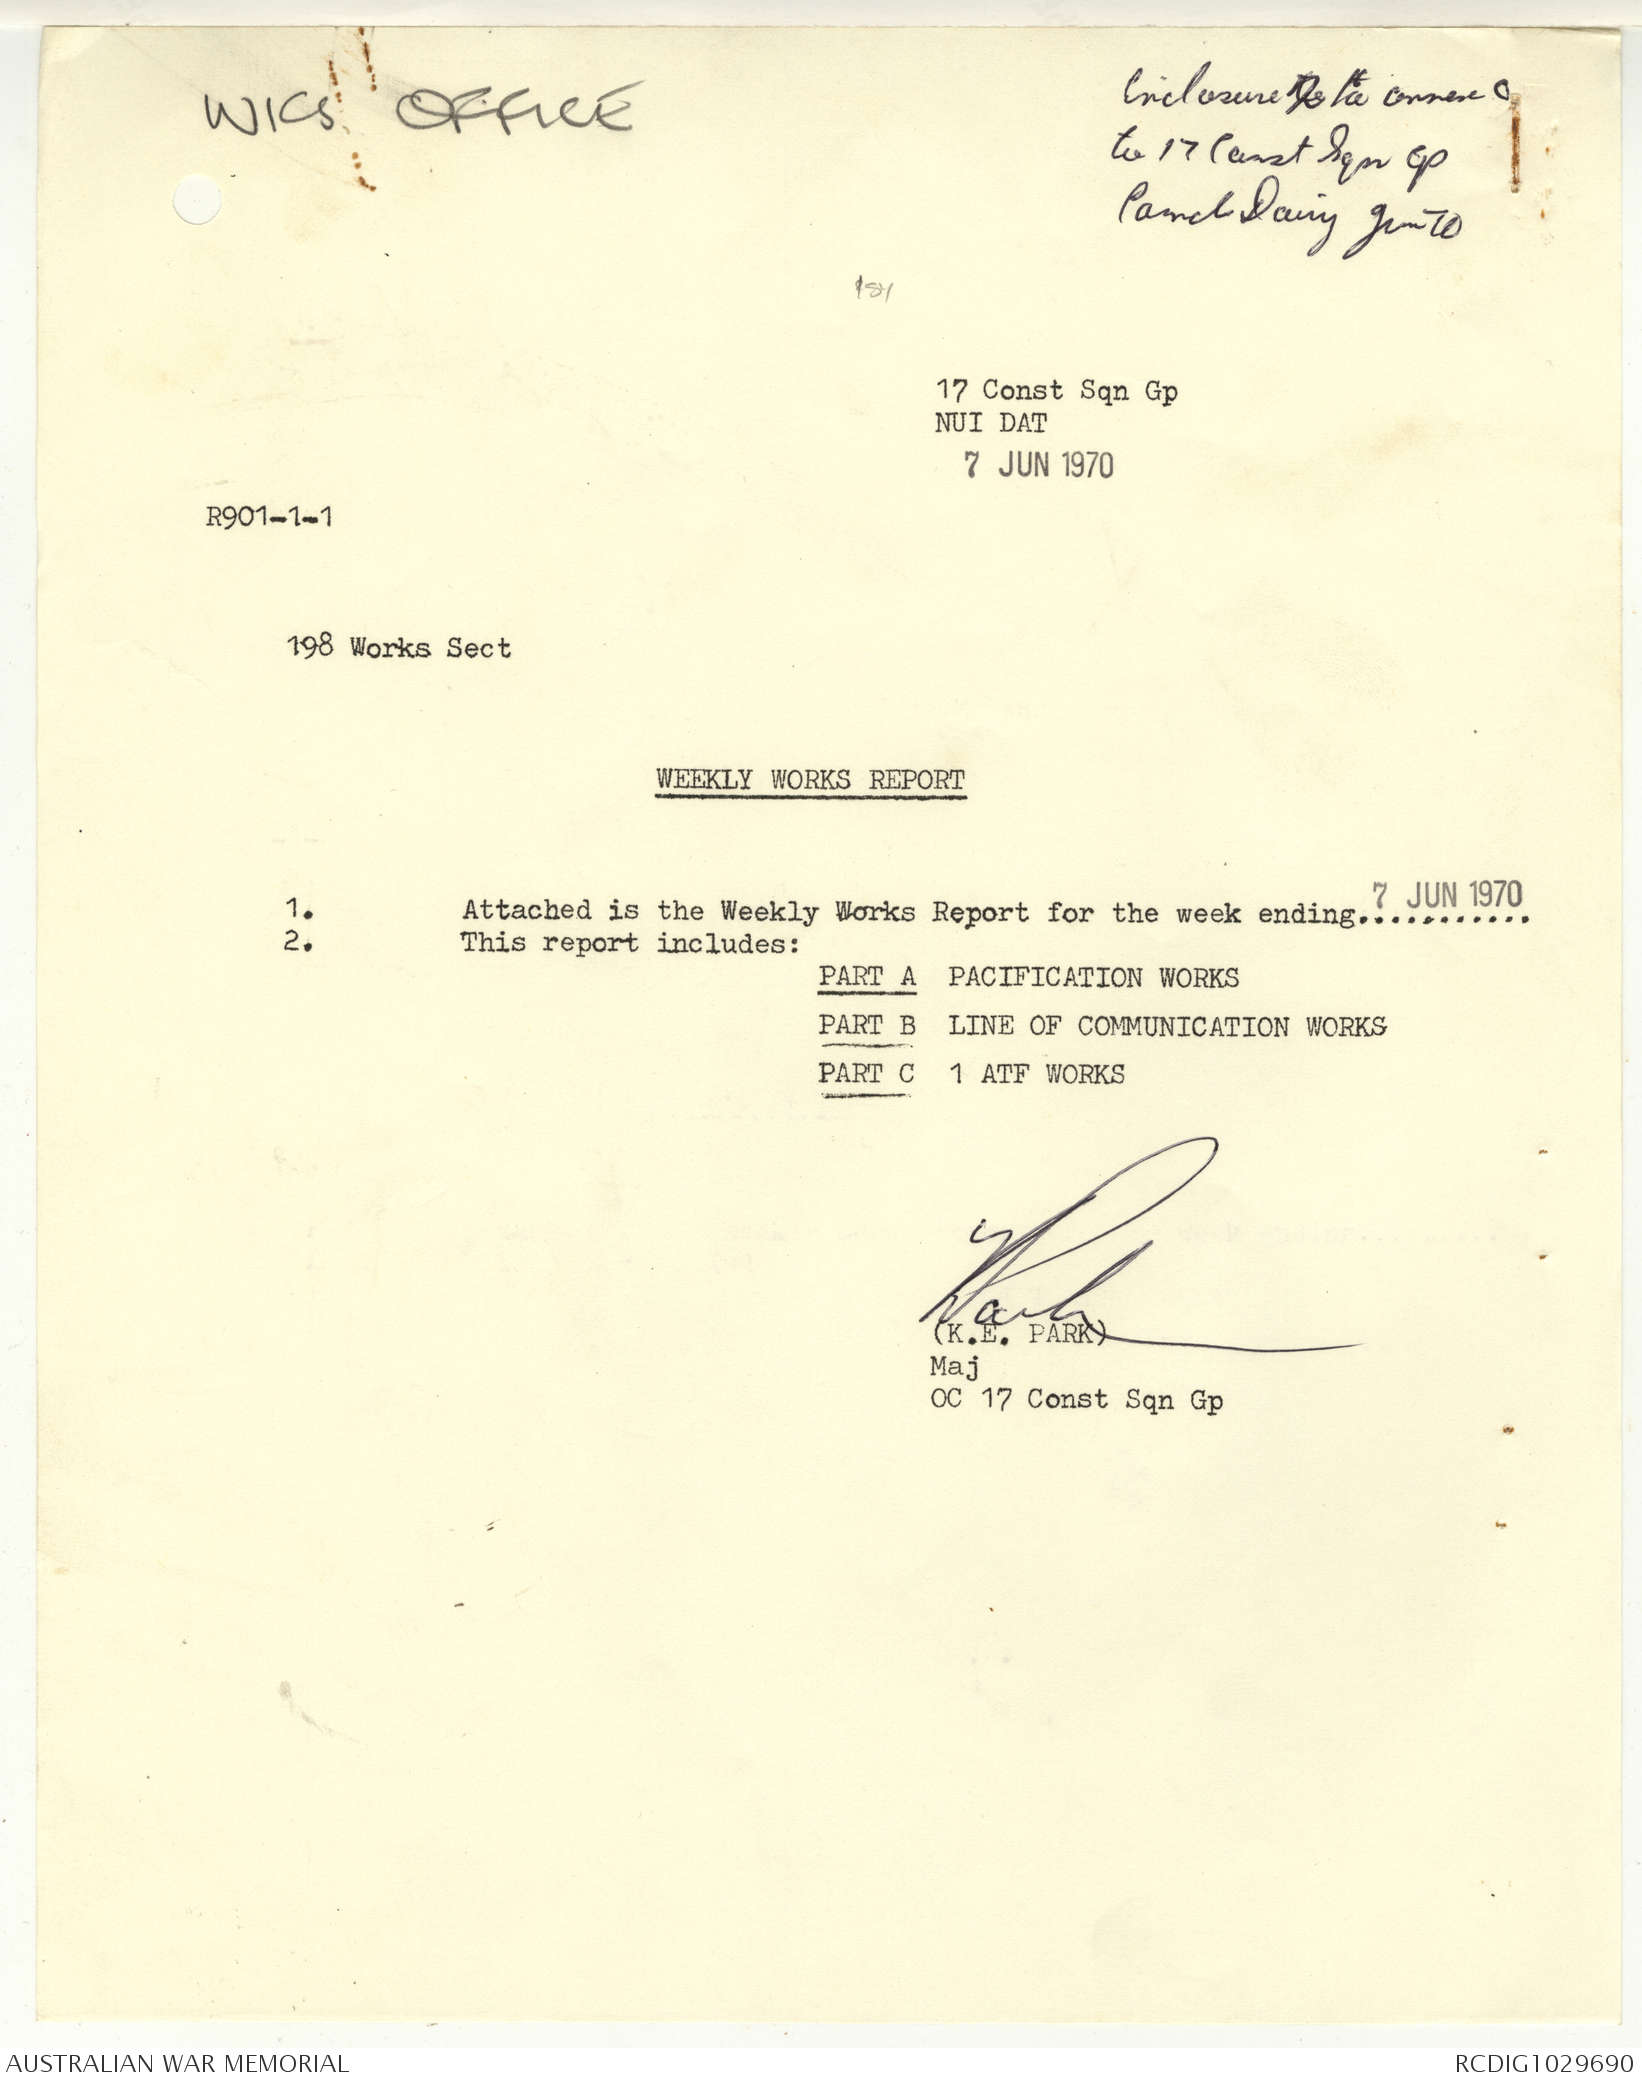 WKS OFFICE
Enclosure to annex C
to 17 Const Sqn Gp
Comd Diary Jun 70
17 Const Sqn Gp
NUI DAT
7 JUN 1970
R901-1-1
198 Works Sect
WEEKLY WORKS REPORT
1. Attached is the Weekly Works Report for the week ending............ 7 JUN 1970
2. This report includes:
PART A PACIFICATION WORKS
PART B LINE OF COMMUNICATION WORKS
PART C 1 ATF WORKS
(K.E. PARK)
Maj
OC 17 Const Sqn Gp
AUSTRALIAN WAR MEMORIAL
RCDIG1029690